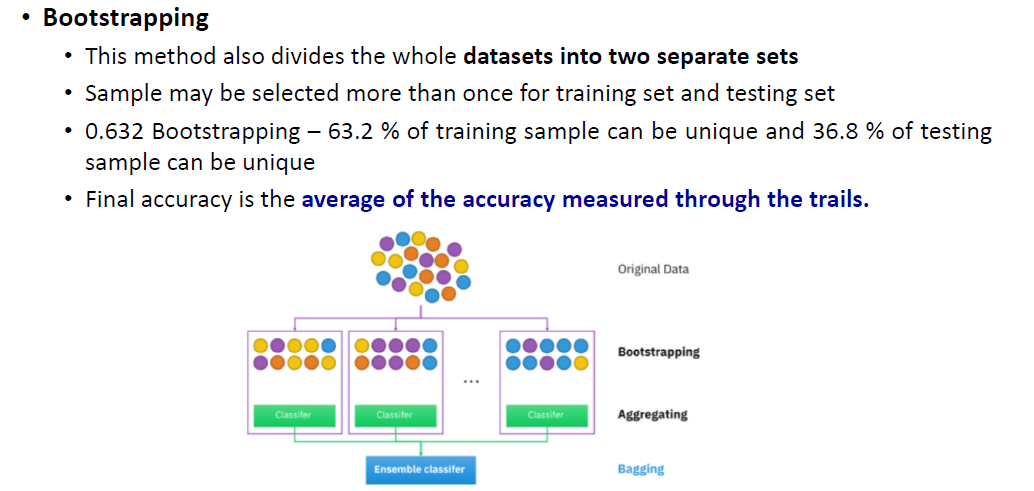 • Bootstrapping
• This method also divides the whole datasets into two separate sets
• Sample may be selected more than once for training set and testing set
• 0.632 Bootstrapping – 63.2 % of training sample can be unique and 36.8 % of testing
sample can be unique
• Final accuracy is the average of the accuracy measured through the trails.
Original Data
Bootstrapping
...
Classifer Classifer Classifer Aggregating
Ensemble classifer Bagging